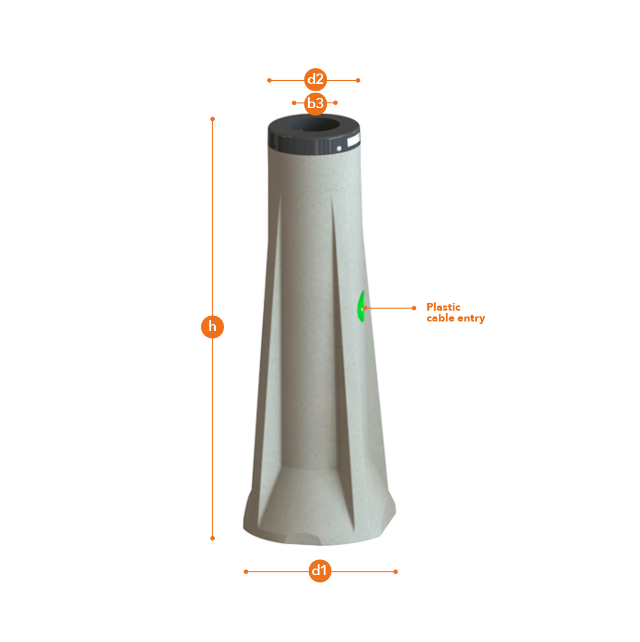 d2
b3
h
Plastic
cable entry
d1